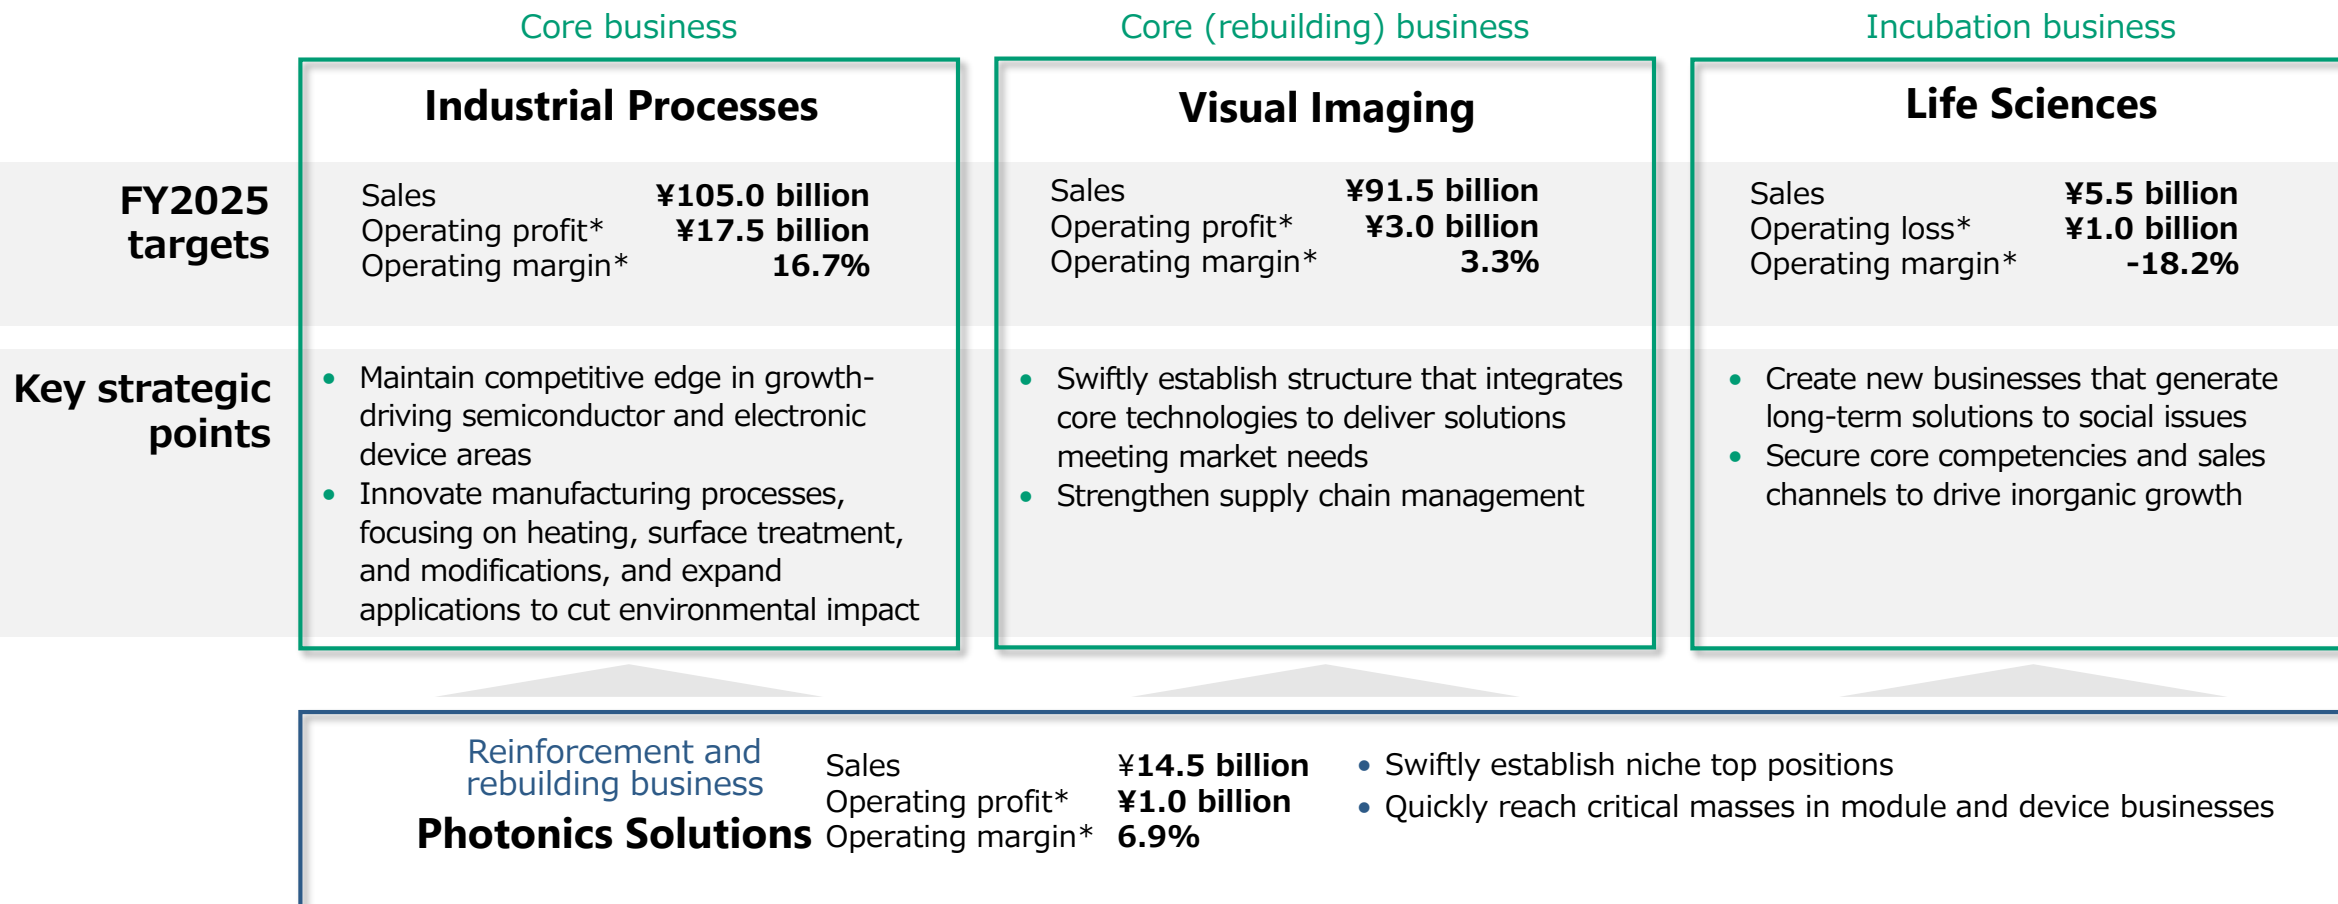 Core business
Core (rebuilding) business
Incubation business
Industrial Processes
Visual Imaging
Life Sciences
FY2025
targets
Sales ¥105.0 billion
Operating profit* ¥17.5 billion
Operating margin* 16.7%
Sales ¥91.5 billion
Operating profit* ¥3.0 billion
Operating margin* 3.3%
Sales ¥5.5 billion
Operating loss* ¥1.0 billion
Operating margin* -18.2%
Key strategic
points
• Maintain competitive edge in growth-
driving semiconductor and electronic
device areas
• Innovate manufacturing processes,
focusing on heating, surface treatment,
and modifications, and expand
applications to cut environmental impact
• Swiftly establish structure that integrates
core technologies to deliver solutions
meeting market needs
• Strengthen supply chain management
• Create new businesses that generate
long-term solutions to social issues
• Secure core competencies and sales
channels to drive inorganic growth
Reinforcement and
rebuilding business
Photonics Solutions
Sales ¥14.5 billion
Operating profit* ¥1.0 billion
Operating margin* 6.9%
• Swiftly establish niche top positions
• Quickly reach critical masses in module and device businesses